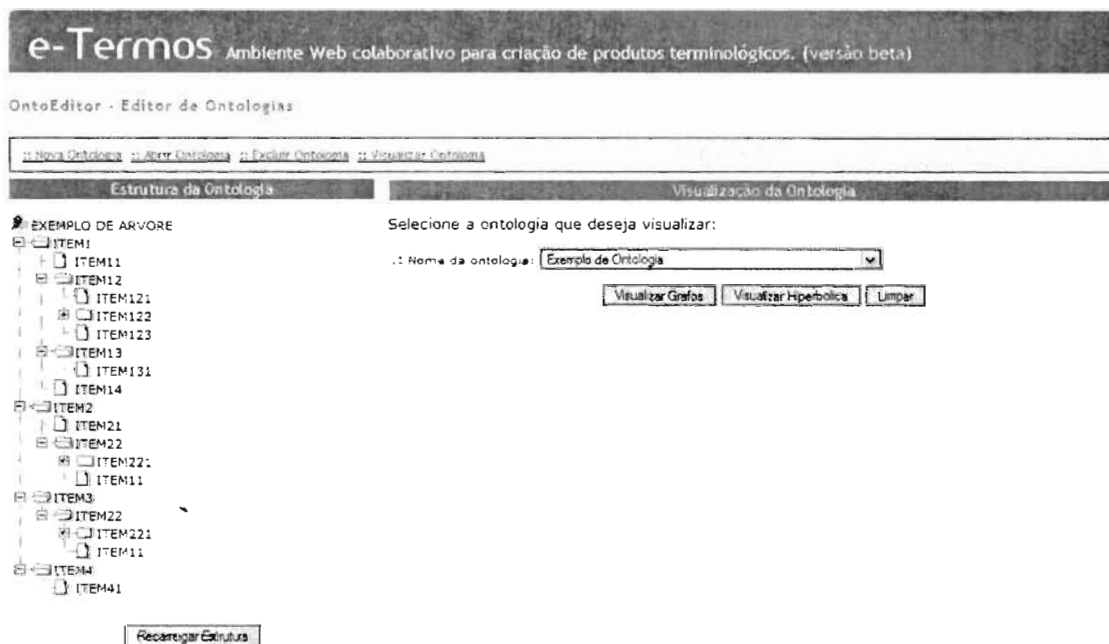 e-Termos Ambiente Web colaborativo para criação de produtos terminológicos. (versão beta)
OntoEditor - Editor de Ontologias
:: Nova Ontologia :: Abrir Ontologia :: Excluir Ontologia :: Visualizar Ontologia
Estrutura da Ontologia
Visualização da Ontologia
EXEMPLO DE ARVORE
ITEM1
ITEM11
ITEM12
ITEM121
ITEM122
ITEM123
ITEM13
ITEM131
ITEM14
ITEM2
ITEM21
ITEM22
ITEM221
ITEM11
ITEM3
ITEM22
ITEM221
ITEM11
ITEM4
ITEM41
Recarregar Estrutura
Selecione a ontologia que deseja visualizar:
.: Nome da ontologia: Exemplo de Ontologia
Visualizar Grafos Visualizar Hiperbólica Limpar